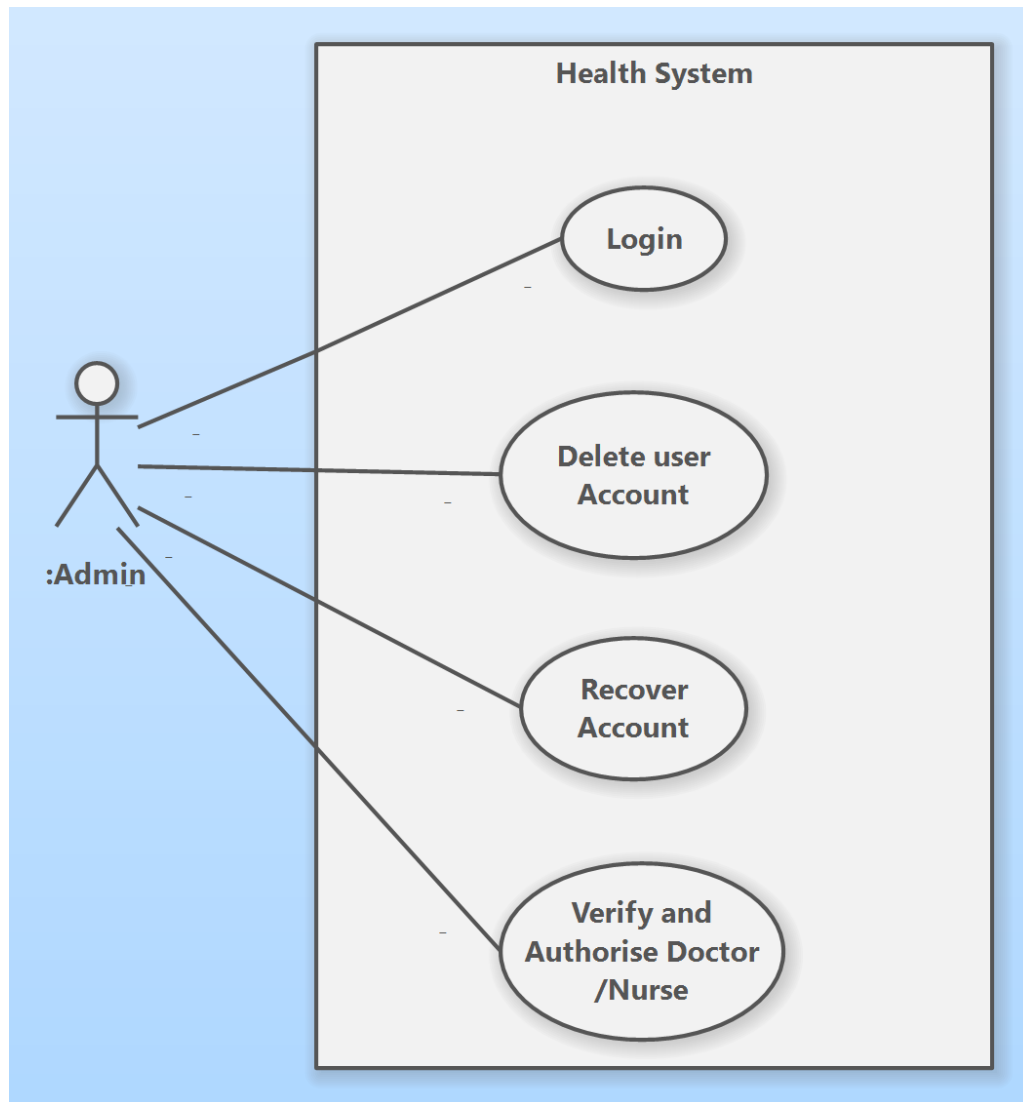 Health System
Login
Delete user
Account
:Admin
Recover
Account
Verify and
Authorise Doctor
/Nurse